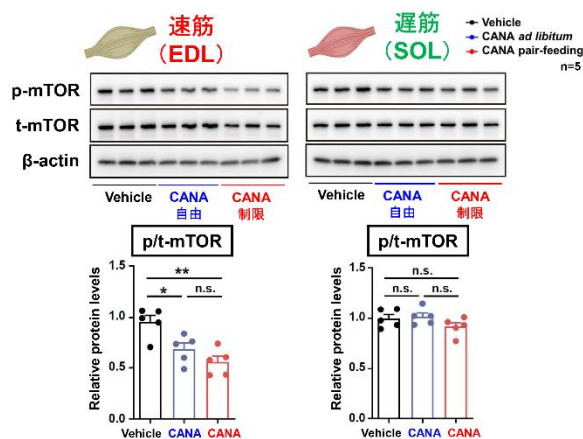 速筋
(EDL)
遅筋
(SOL)
Vehicle
CANA ad libitum
CANA pair-feeding
n=5
p-mTOR
t-mTOR
β-actin
Vehicle
CANA
自由
CANA
制限
Vehicle
CANA
自由
CANA
制限
p/t-mTOR
Relative protein levels
1.5
1.0
0.5
0.0
**
*
n.s.
Vehicle CANA CANA
p/t-mTOR
Relative protein levels
1.5
1.0
0.5
0.0
n.s.
n.s.
n.s.
Vehicle CANA CANA